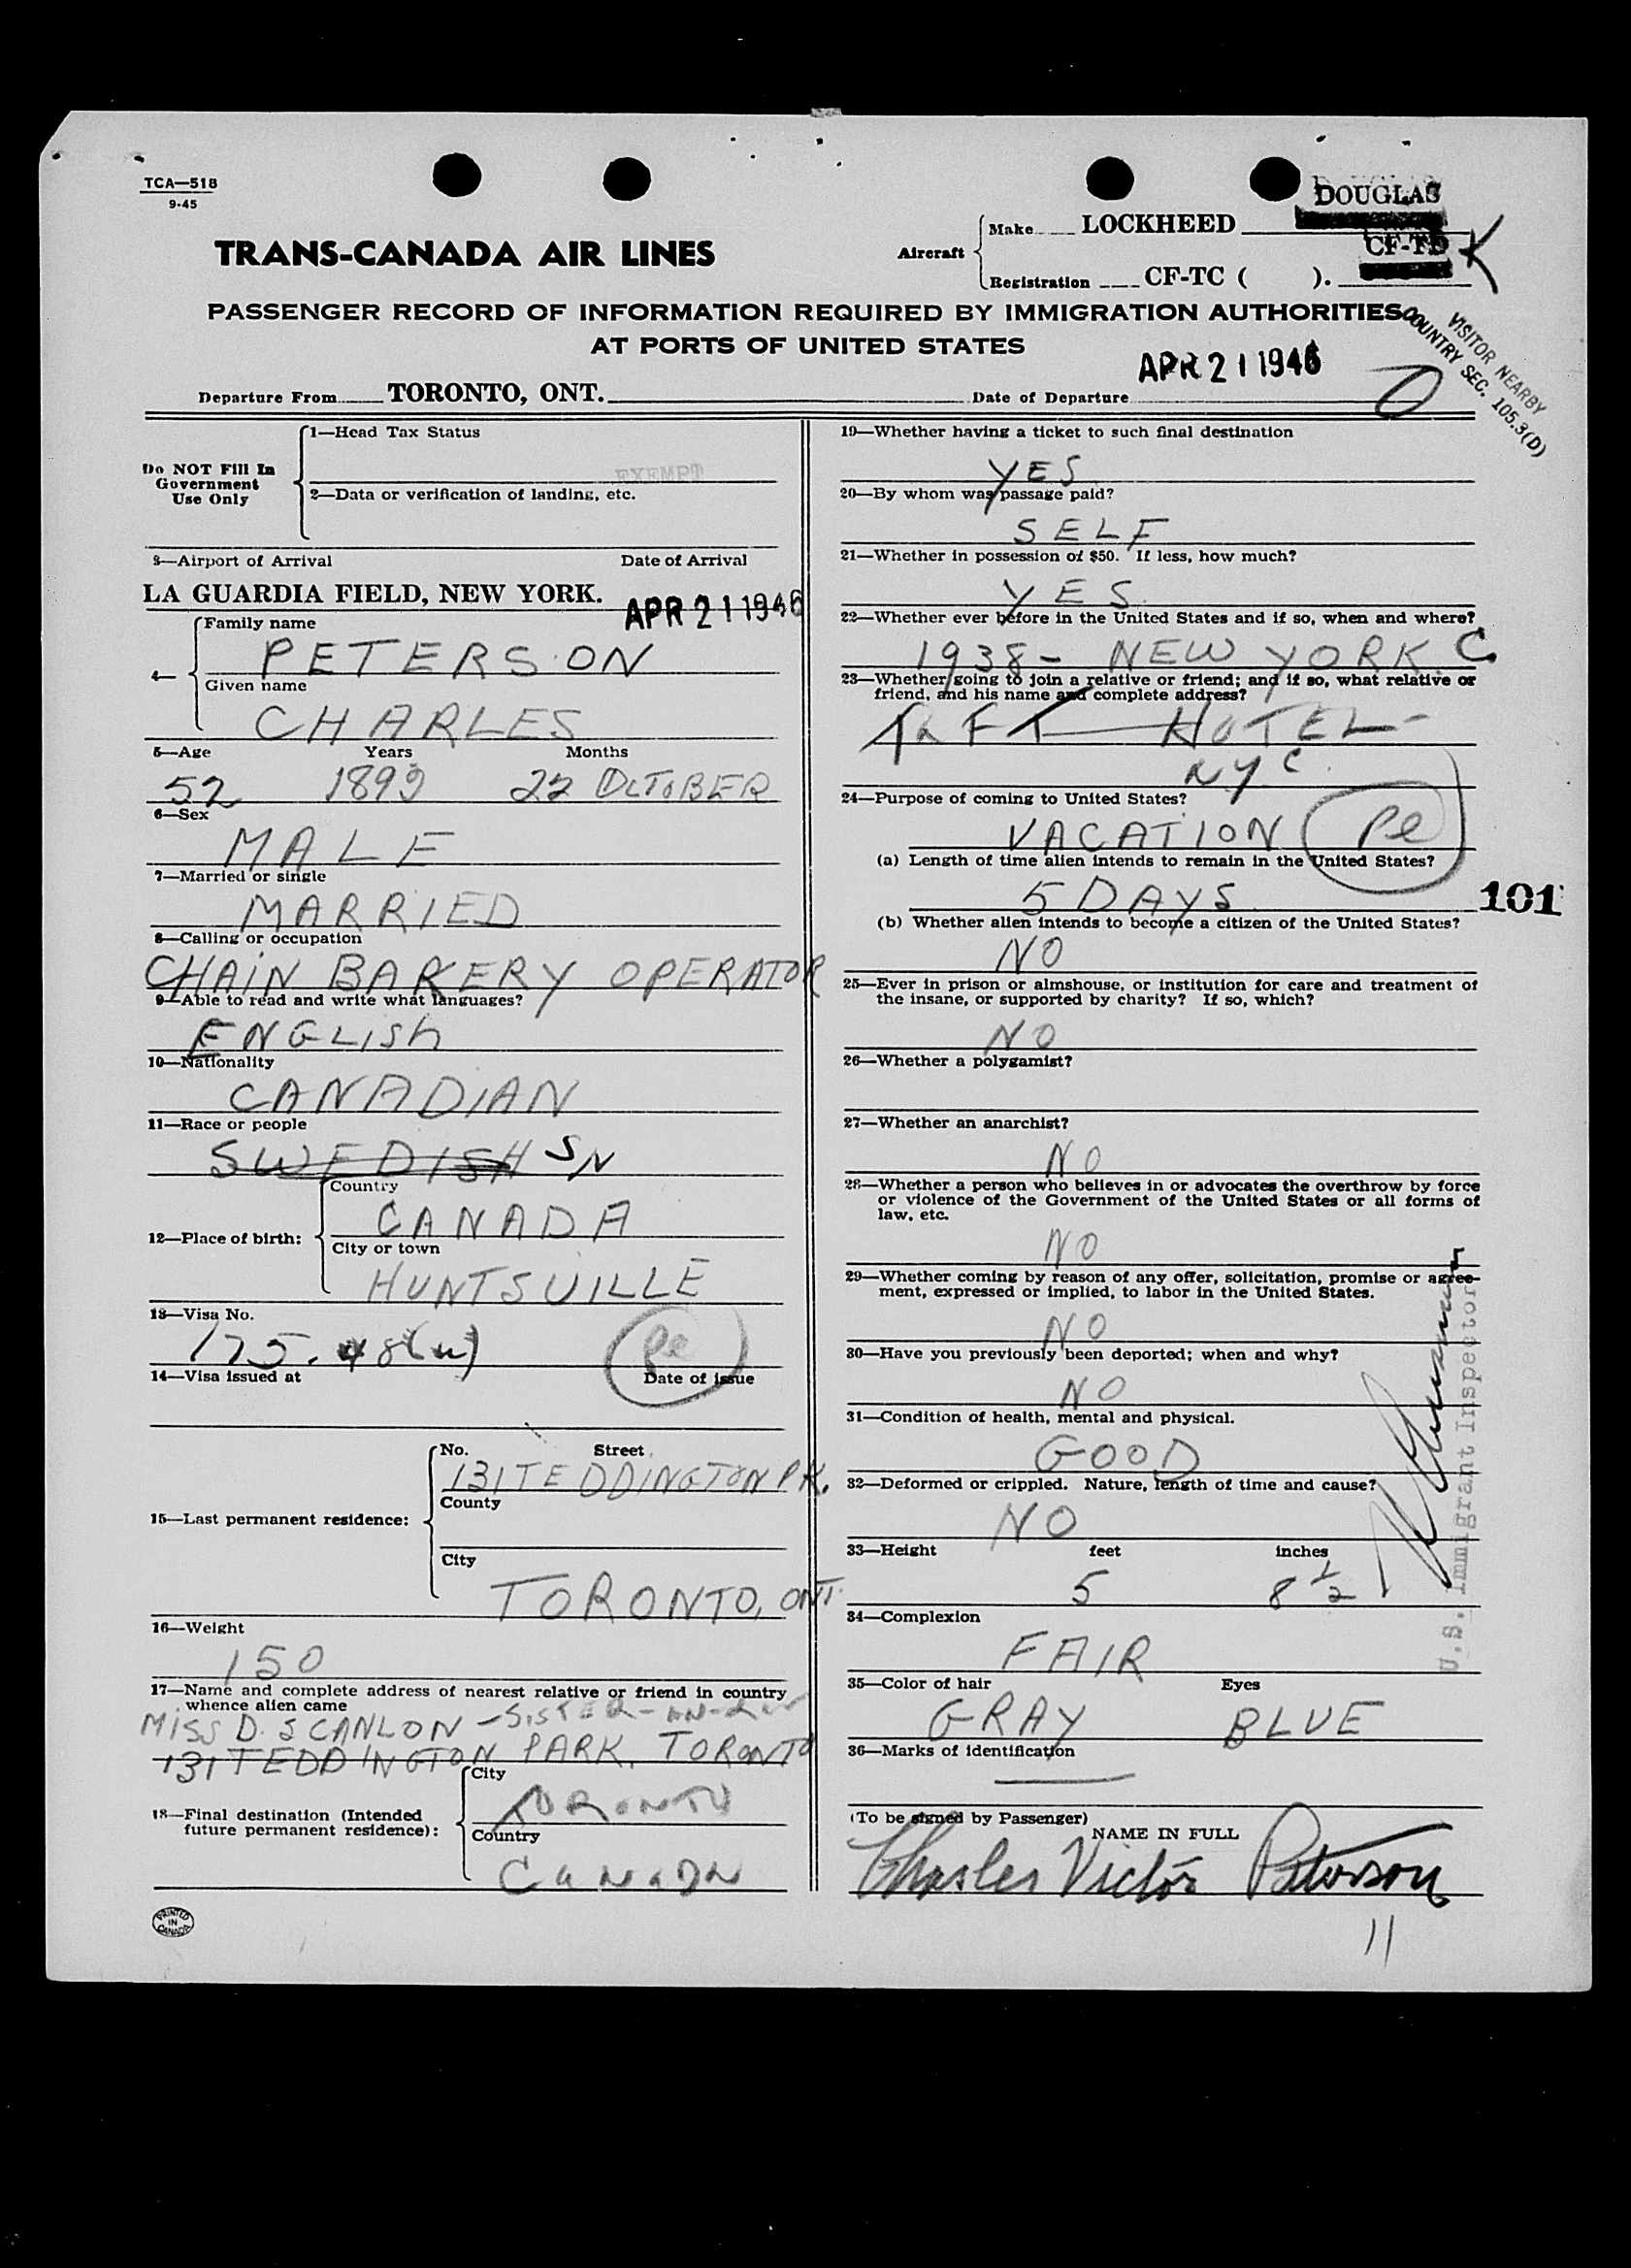 TCA—518
9-45
DOUGLAS
TRANS-CANADA AIR LINES
Aircraft
Make LOCKHEED
CF-TD K
Registration CF-TC ( ).
PASSENGER RECORD OF INFORMATION REQUIRED BY IMMIGRATION AUTHORITIES
AT PORTS OF UNITED STATES
VISITOR NEARBY
COUNTRY SEC. 105.3(D)
Departure From TORONTO, ONT.
Date of Departure APR 21 1946
Do NOT Fill In
Government
Use Only
1—Head Tax Status
EXEMPT
2—Data or verification of landing, etc.
3—Airport of Arrival Date of Arrival
LA GUARDIA FIELD, NEW YORK. APR 21 1946
4—
Family name
PETERSON
Given name
CHARLES
5—Age Years Months
52 1893 22 OCTOBER
6—Sex
MALE
7—Married or single
MARRIED
8—Calling or occupation
CHAIN BAKERY OPERATOR
9—Able to read and write what languages?
ENGLISH
10—Nationality
CANADIAN
11—Race or people
SWEDISH SN
12—Place of birth:
Country
CANADA
City or town
HUNTSVILLE
13—Visa No.
175.
Pe
14—Visa issued at Date of issue
15—Last permanent residence:
No. Street
131 TEDDINGTON PK.
County
City
TORONTO, ONT.
16—Weight
150
17—Name and complete address of nearest relative or friend in country
whence alien came
MISS D. SCANLON - SISTER-IN-LAW
131 TEDDINGTON PARK, TORONTO
18—Final destination (Intended
future permanent residence):
City
TORONTO
Country
CANADA
PRINTED
IN
CANADA
19—Whether having a ticket to such final destination
YES
20—By whom was passage paid?
SELF
21—Whether in possession of $50. If less, how much?
YES
22—Whether ever before in the United States and if so, when and where?
1938 - NEW YORK C.
23—Whether going to join a relative or friend; and if so, what relative or
friend, and his name and complete address?
TAFT HOTEL -
NYC.
24—Purpose of coming to United States?
VACATION Pe
(a) Length of time alien intends to remain in the United States?
5 DAYS
101
(b) Whether alien intends to become a citizen of the United States?
NO
25—Ever in prison or almshouse, or institution for care and treatment of
the insane, or supported by charity? If so, which?
NO
26—Whether a polygamist?
27—Whether an anarchist?
NO
28—Whether a person who believes in or advocates the overthrow by force
or violence of the Government of the United States or all forms of
law, etc.
NO
29—Whether coming by reason of any offer, solicitation, promise or agree-
ment, expressed or implied, to labor in the United States.
NO
30—Have you previously been deported; when and why?
NO
31—Condition of health, mental and physical.
GOOD
32—Deformed or crippled. Nature, length of time and cause?
NO
U.S. Immigrant Inspector
33—Height feet inches
5 8 1/2
34—Complexion
FAIR
35—Color of hair Eyes
GRAY BLUE
36—Marks of identification
(To be signed by Passenger)
NAME IN FULL
Charles Victor Peterson
11